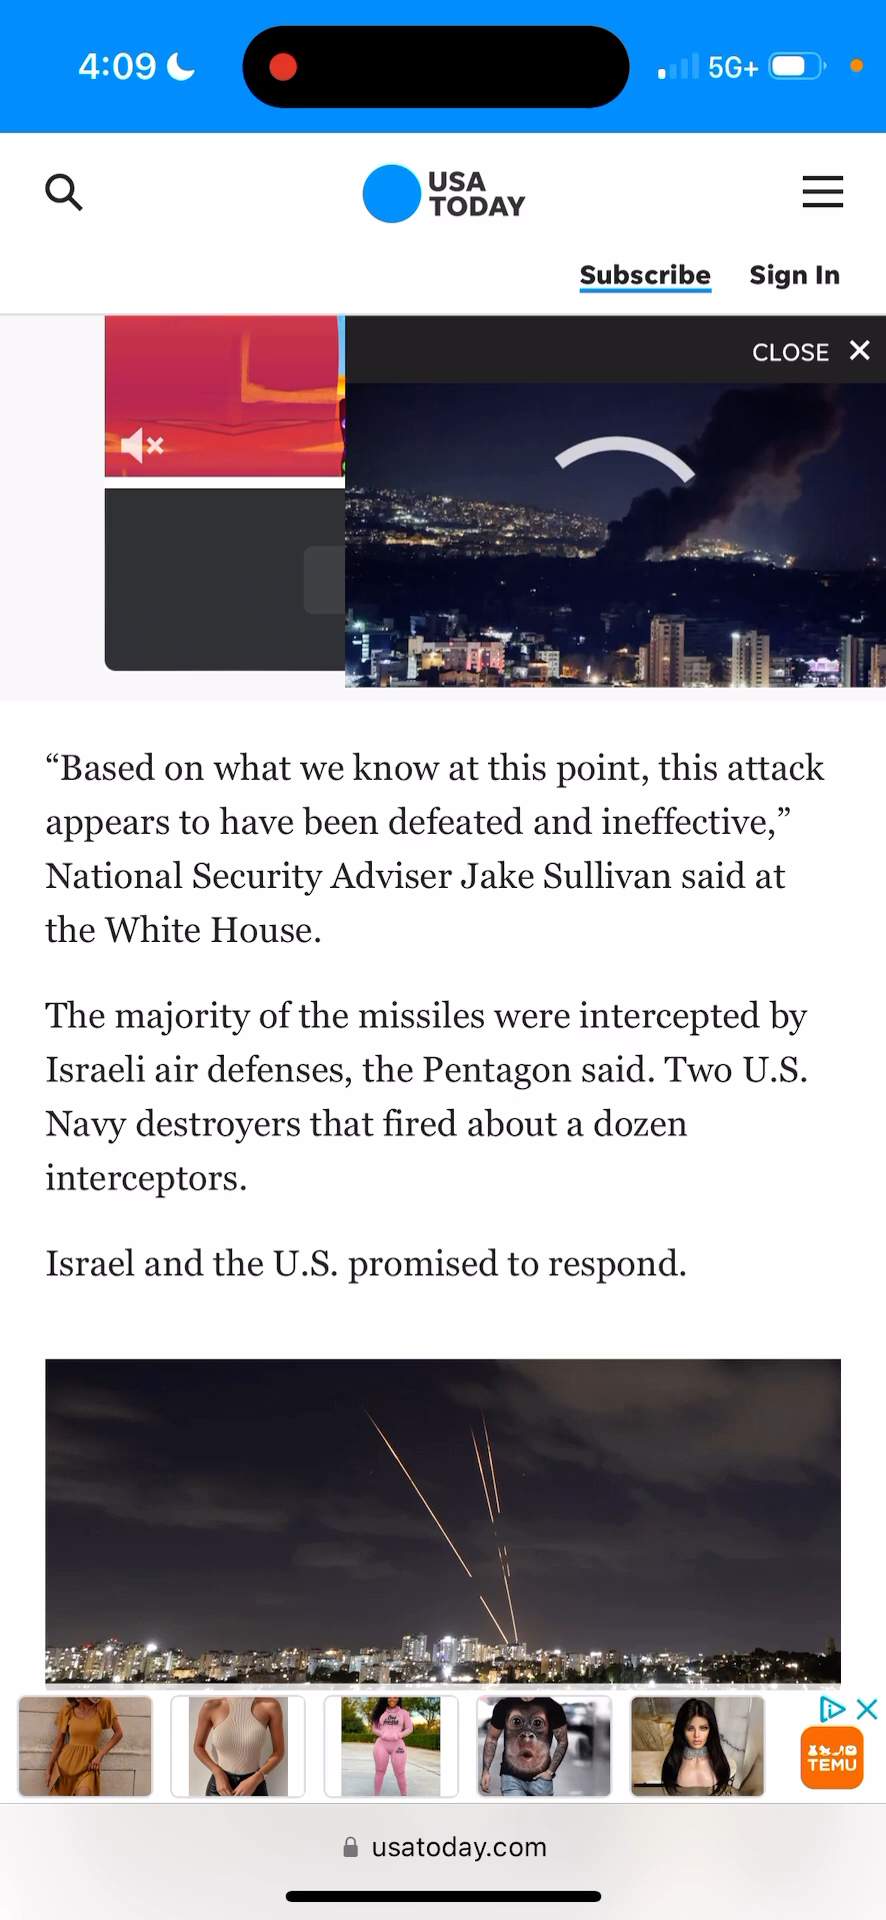 4:09
5G+
USA
TODAY
Subscribe Sign In
CLOSE
“Based on what we know at this point, this attack
appears to have been defeated and ineffective,”
National Security Adviser Jake Sullivan said at
the White House.
The majority of the missiles were intercepted by
Israeli air defenses, the Pentagon said. Two U.S.
Navy destroyers that fired about a dozen
interceptors.
Israel and the U.S. promised to respond.
TEMU
usatoday.com